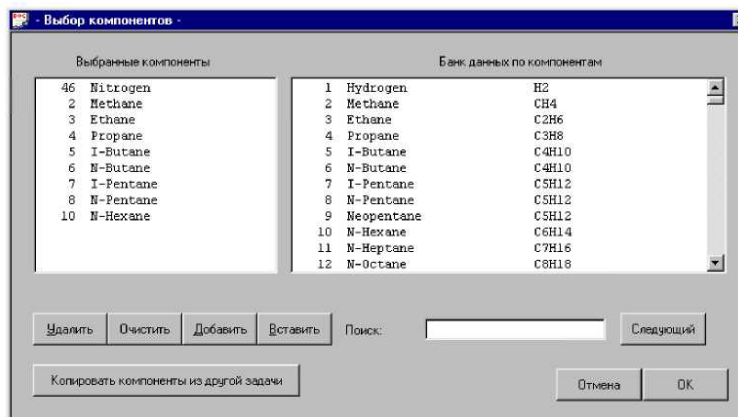 - Выбор компонентов -
Выбранные компоненты
46 Nitrogen
2 Methane
3 Ethane
4 Propane
5 I-Butane
6 N-Butane
7 I-Pentane
8 N-Pentane
10 N-Hexane
Банк данных по компонентам
1 Hydrogen H2
2 Methane CH4
3 Ethane C2H6
4 Propane C3H8
5 I-Butane C4H10
6 N-Butane C4H10
7 I-Pentane C5H12
8 N-Pentane C5H12
9 Neopentane C5H12
10 N-Hexane C6H14
11 N-Heptane C7H16
12 N-Octane C8H18
Удалить Очистить Добавить Вставить Поиск: Следующий
Копировать компоненты из другой задачи Отмена OK